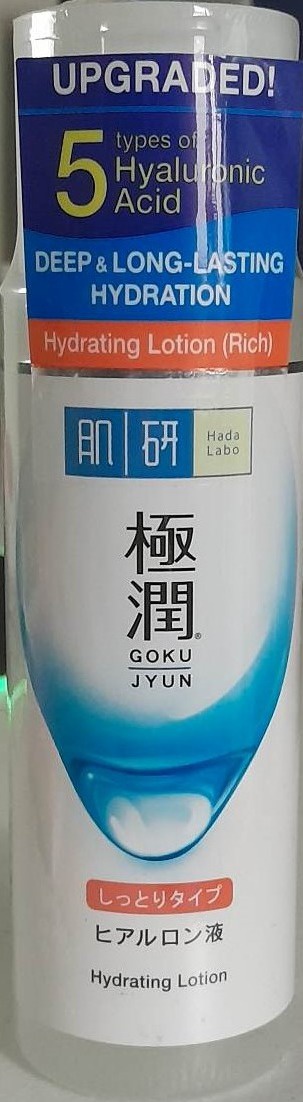 UPGRADED!
5 types of
Hyaluronic
Acid
DEEP & LONG-LASTING
HYDRATION
Hydrating Lotion (Rich)
肌研 Hada
Labo
極
潤®
GOKU
JYUN
しっとりタイプ
ヒアルロン液
Hydrating Lotion